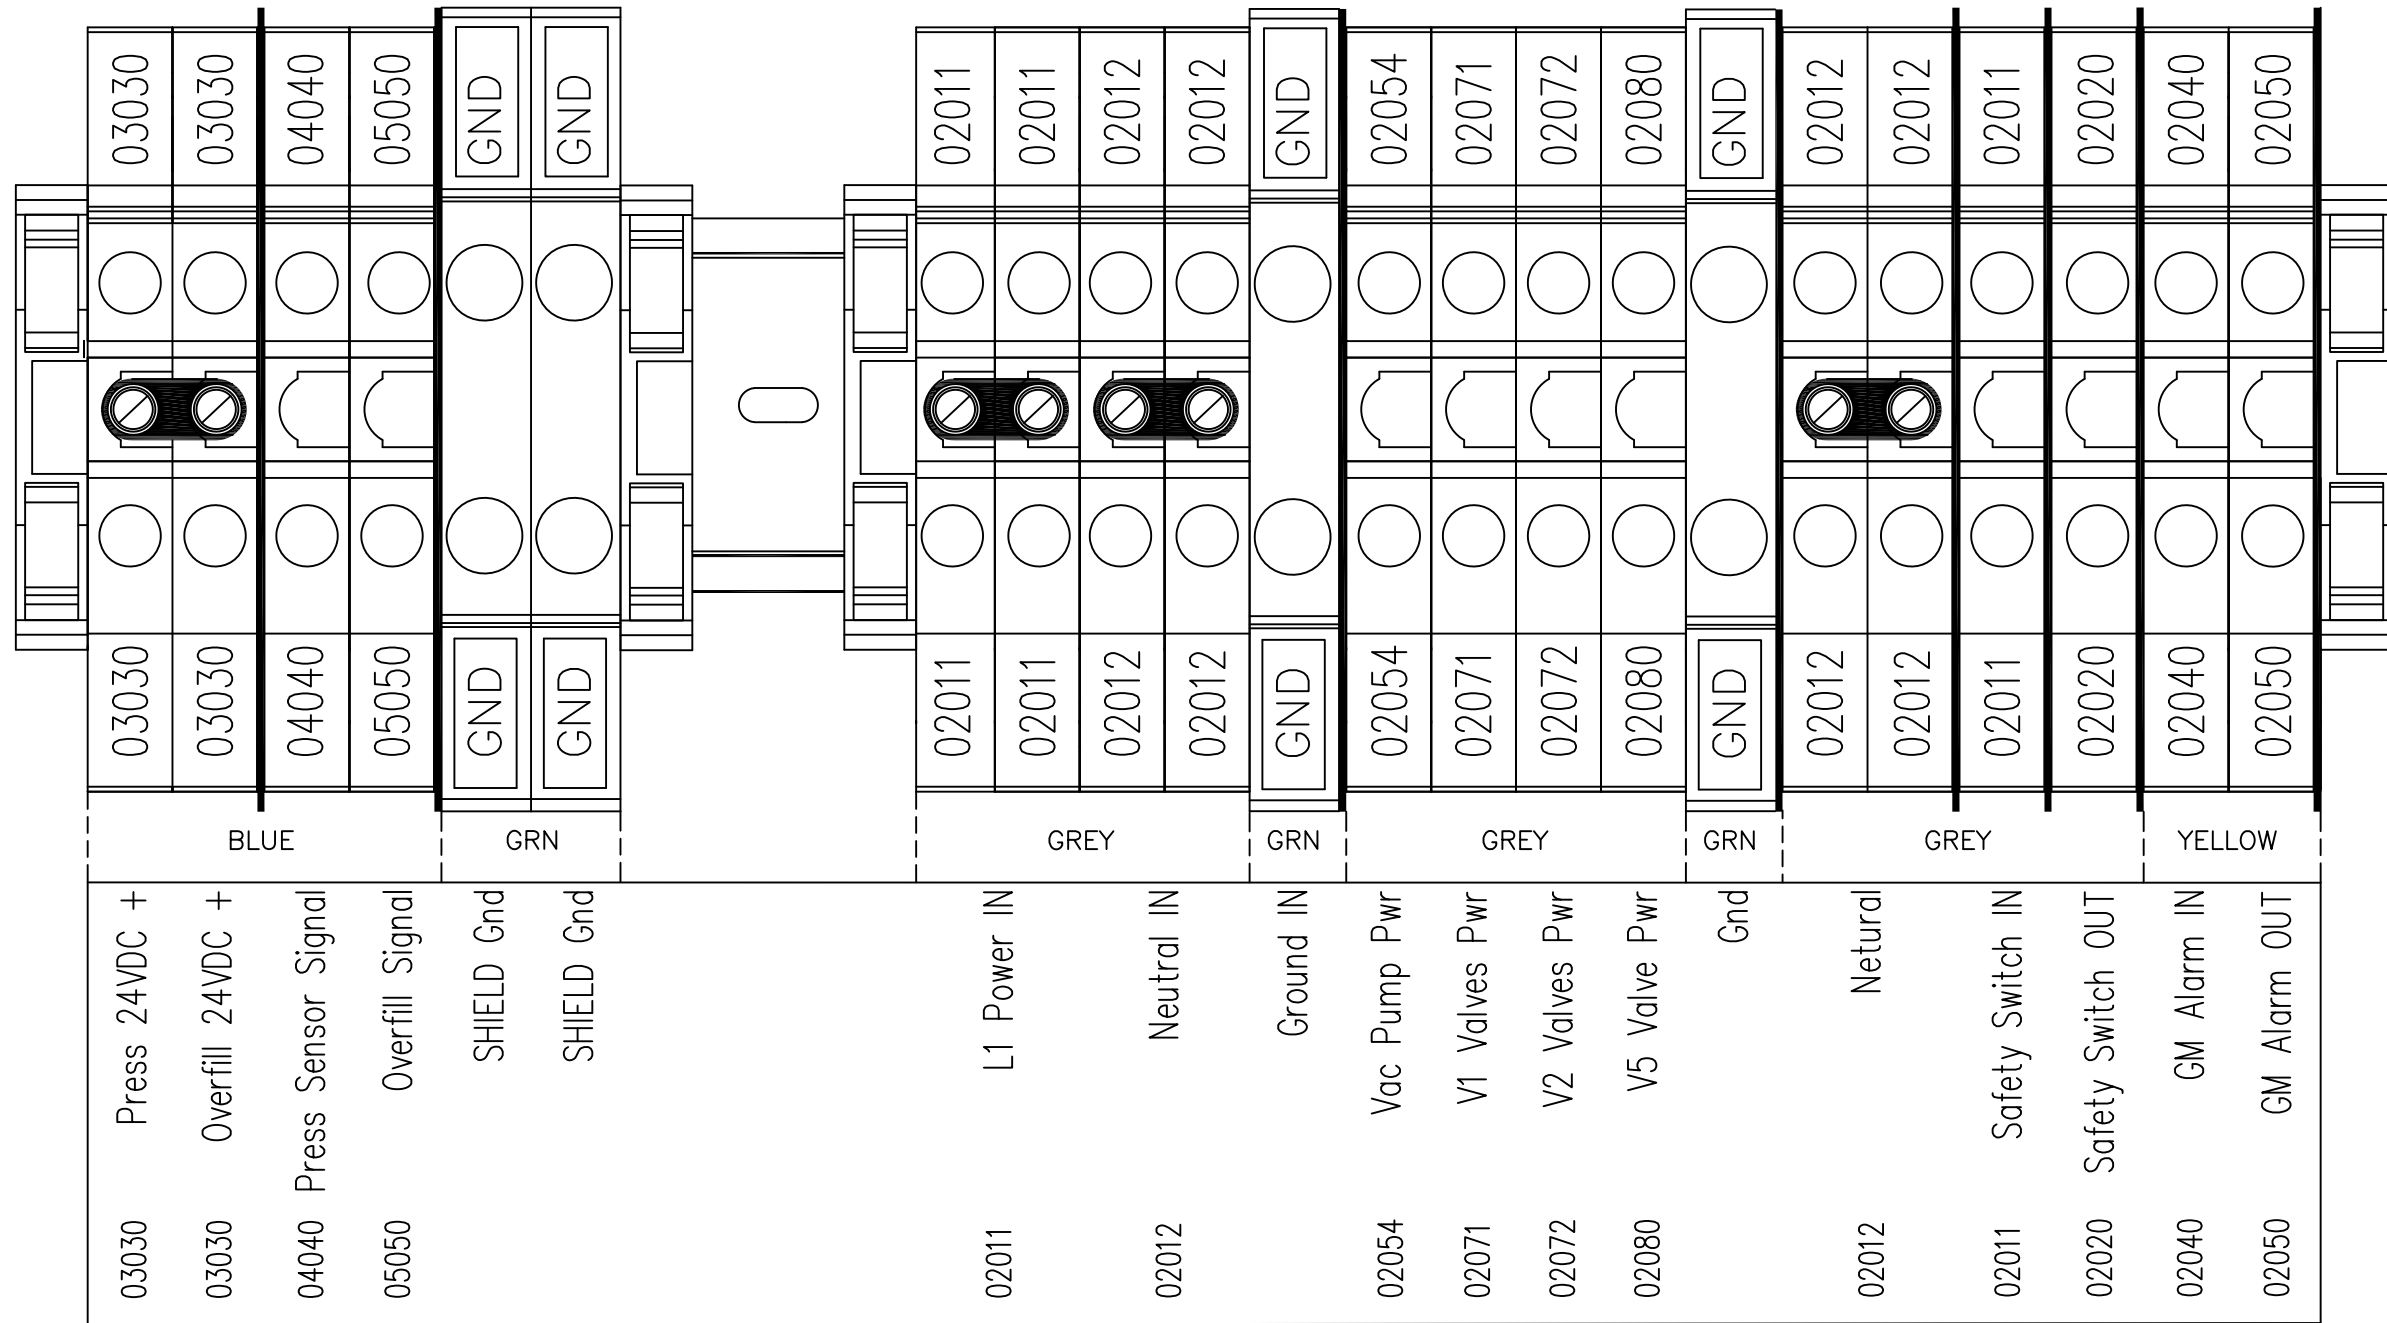 03030 03030 04040 05050 GND GND 02011 02011 02012 02012 GND 02054 02071 02072 02080 GND 02012 02012 02011 02020 02040 02050
03030 03030 04040 05050 GND GND 02011 02011 02012 02012 GND 02054 02071 02072 02080 GND 02012 02012 02011 02020 02040 02050
BLUE GRN GREY GRN GREY GRN GREY YELLOW
03030 Press 24VDC +
03030 Overfill 24VDC +
04040 Press Sensor Signal
05050 Overfill Signal
SHIELD Gnd
SHIELD Gnd
02011 L1 Power IN
02012 Neutral IN
Ground IN
02054 Vac Pump Pwr
02071 V1 Valves Pwr
02072 V2 Valves Pwr
02080 V5 Valve Pwr
Gnd
02012 Netural
02011 Safety Switch IN
02020 Safety Switch OUT
02040 GM Alarm IN
02050 GM Alarm OUT